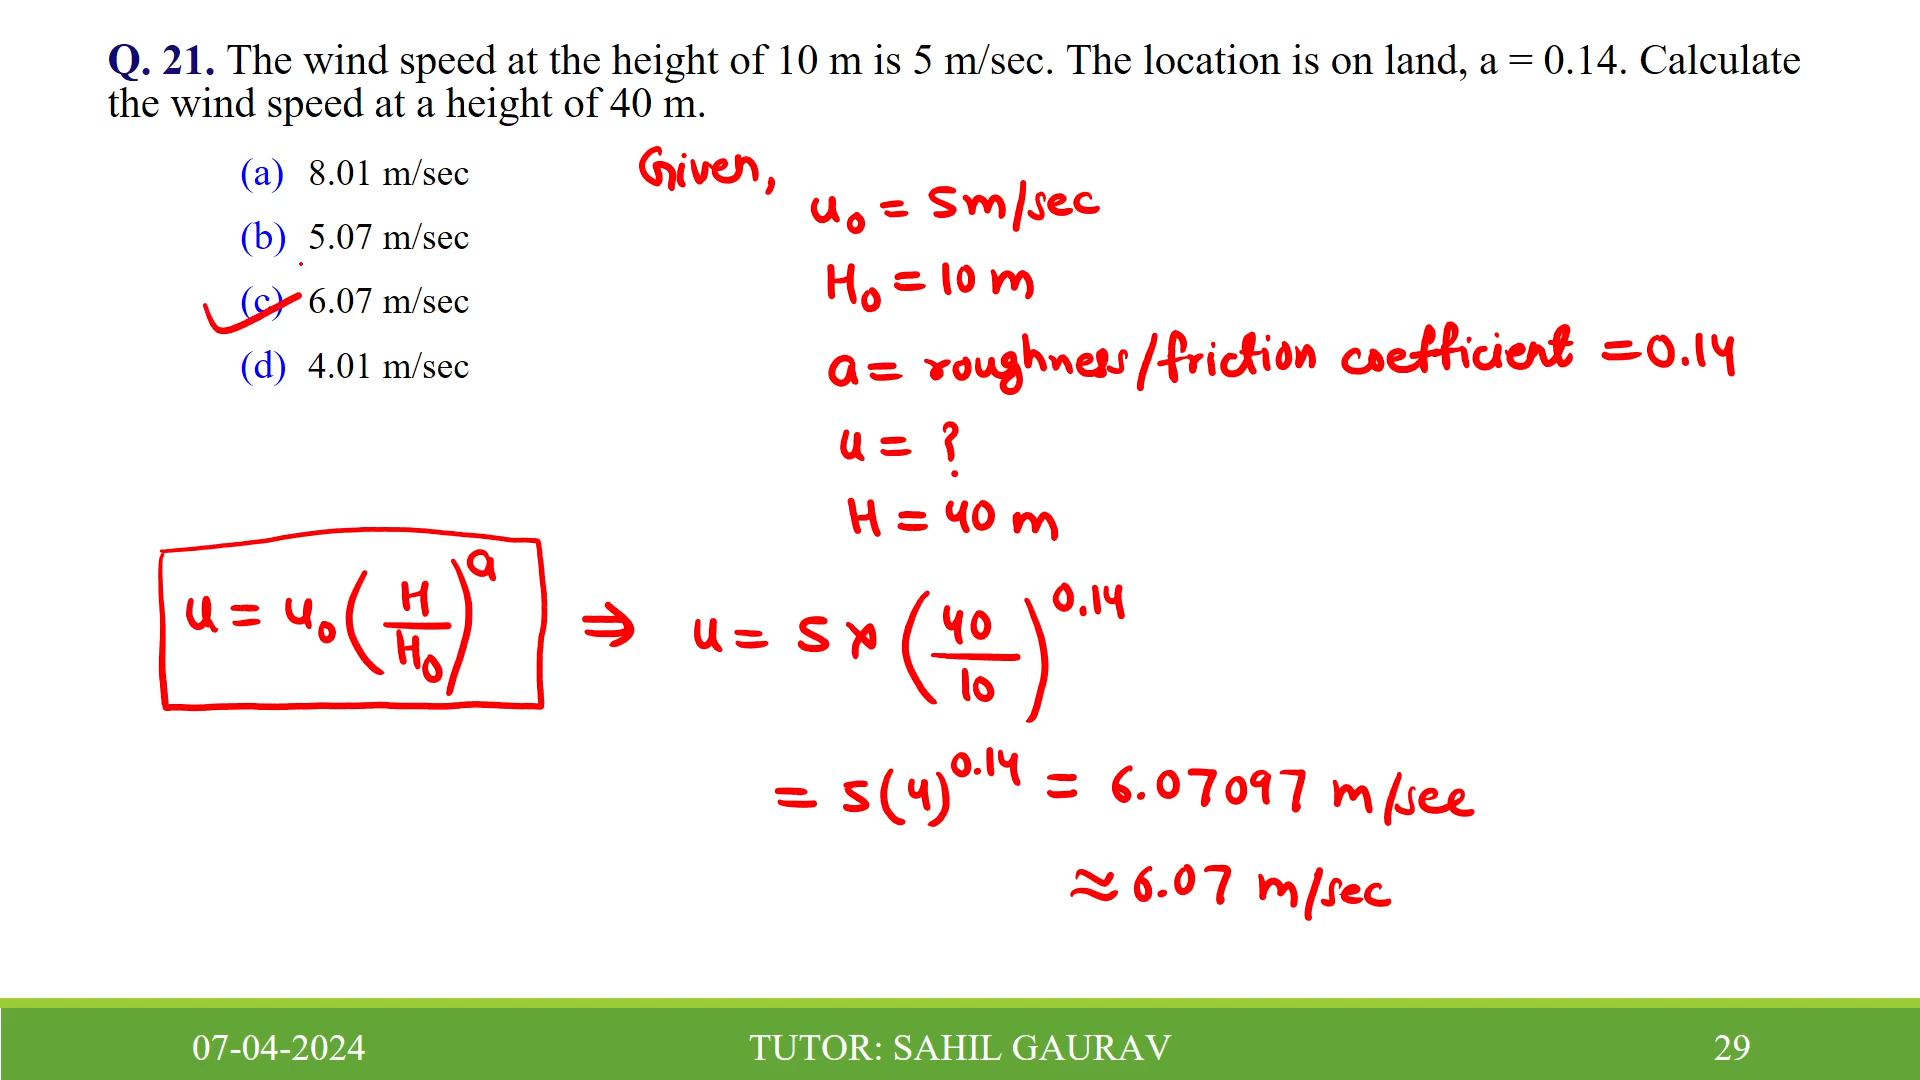 Q. 21. The wind speed at the height of 10 m is 5 m/sec. The location is on land, a = 0.14. Calculate
the wind speed at a height of 40 m.
(a) 8.01 m/sec
(b) 5.07 m/sec
(c) 6.07 m/sec
(d) 4.01 m/sec
Given,
u₀ = 5m/sec
H₀ = 10 m
a = roughness/friction coefficient = 0.14
u = ?
H = 40 m
u = u₀ (H/H₀)^a ⇒ u = 5 × (40/10)^0.14
= 5(4)^0.14 = 6.07097 m/sec
≈ 6.07 m/sec
07-04-2024
TUTOR: SAHIL GAURAV
29